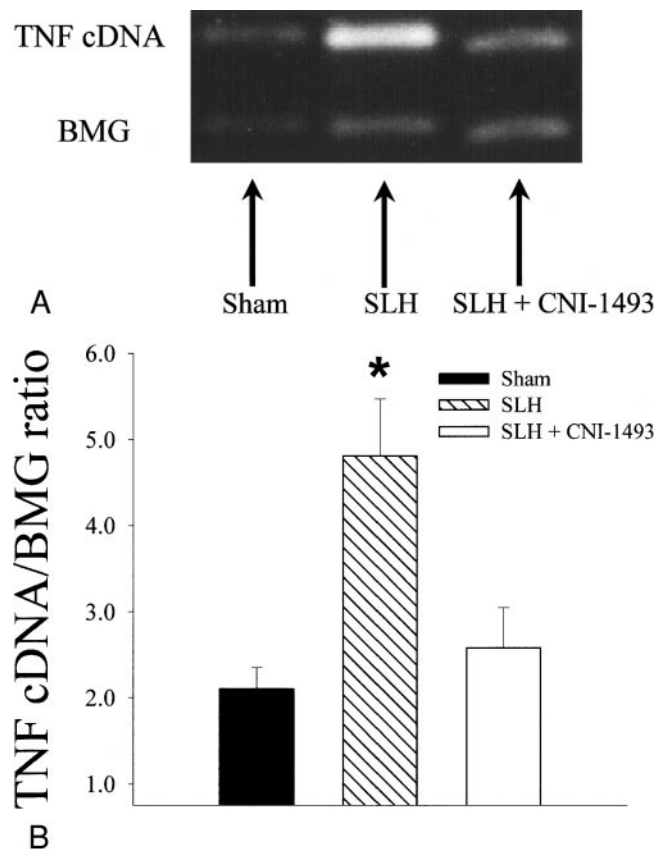 TNF cDNA
BMG
Sham SLH SLH + CNI-1493
A
6.0
5.0
4.0
3.0
2.0
1.0
TNF cDNA/BMG ratio
*
Sham
SLH
SLH + CNI-1493
B